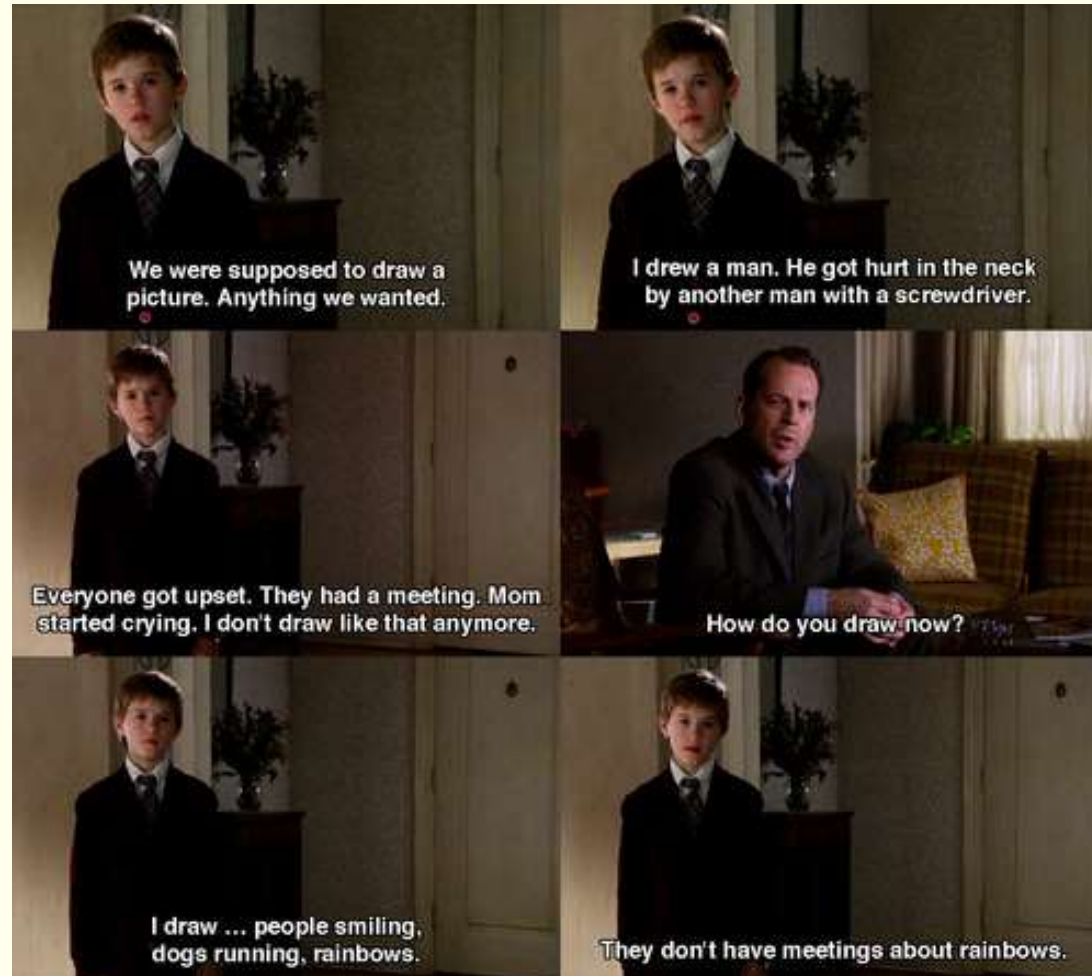 We were supposed to draw a
picture. Anything we wanted.
I drew a man. He got hurt in the neck
by another man with a screwdriver.
Everyone got upset. They had a meeting. Mom
started crying. I don't draw like that anymore.
How do you draw now?
I draw ... people smiling,
dogs running, rainbows.
They don't have meetings about rainbows.